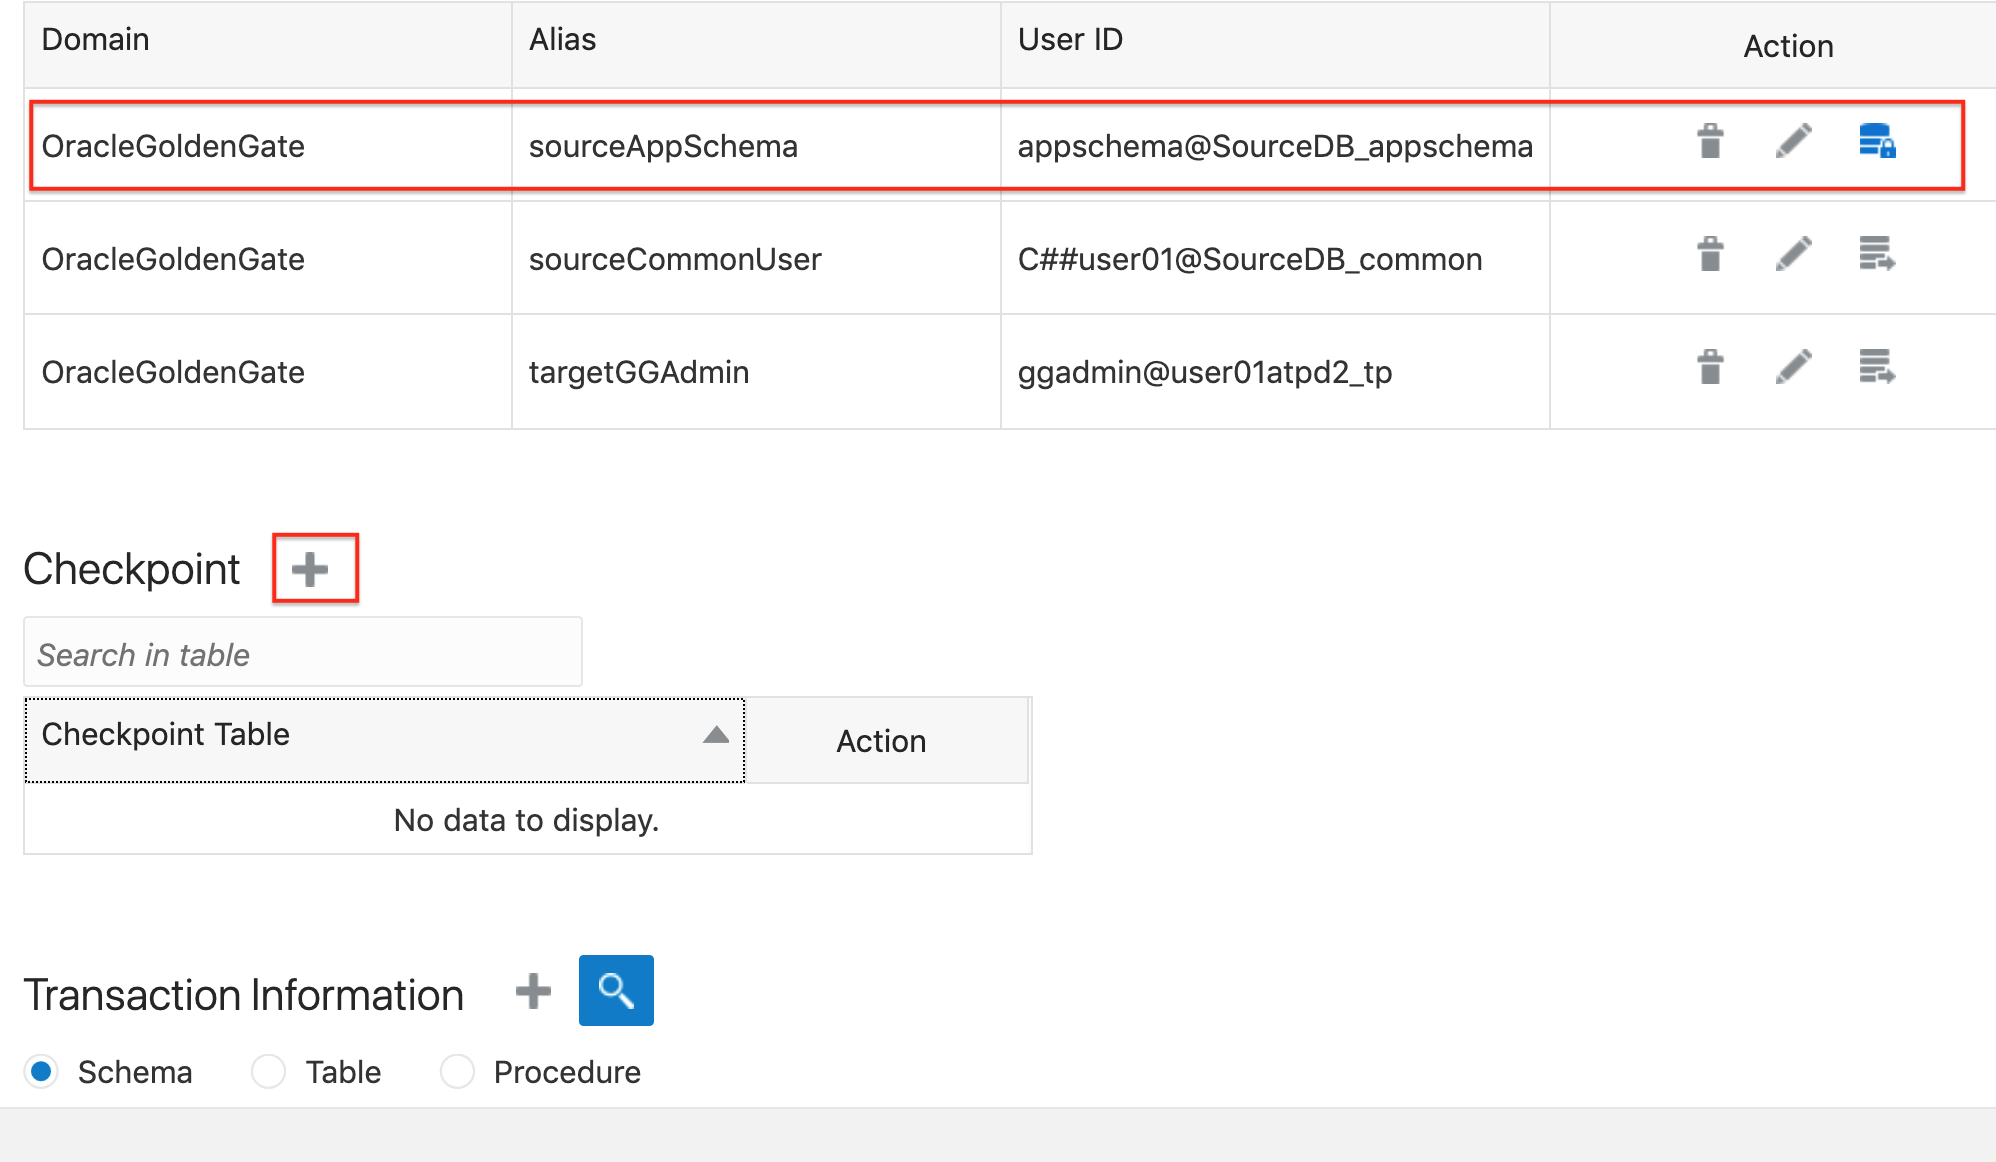 Domain Alias User ID Action
OracleGoldenGate sourceAppSchema appschema@SourceDB_appschema
OracleGoldenGate sourceCommonUser C##user01@SourceDB_common
OracleGoldenGate targetGGAdmin ggadmin@user01atpd2_tp
Checkpoint
Search in table
Checkpoint Table Action
No data to display.
Transaction Information
Schema Table Procedure